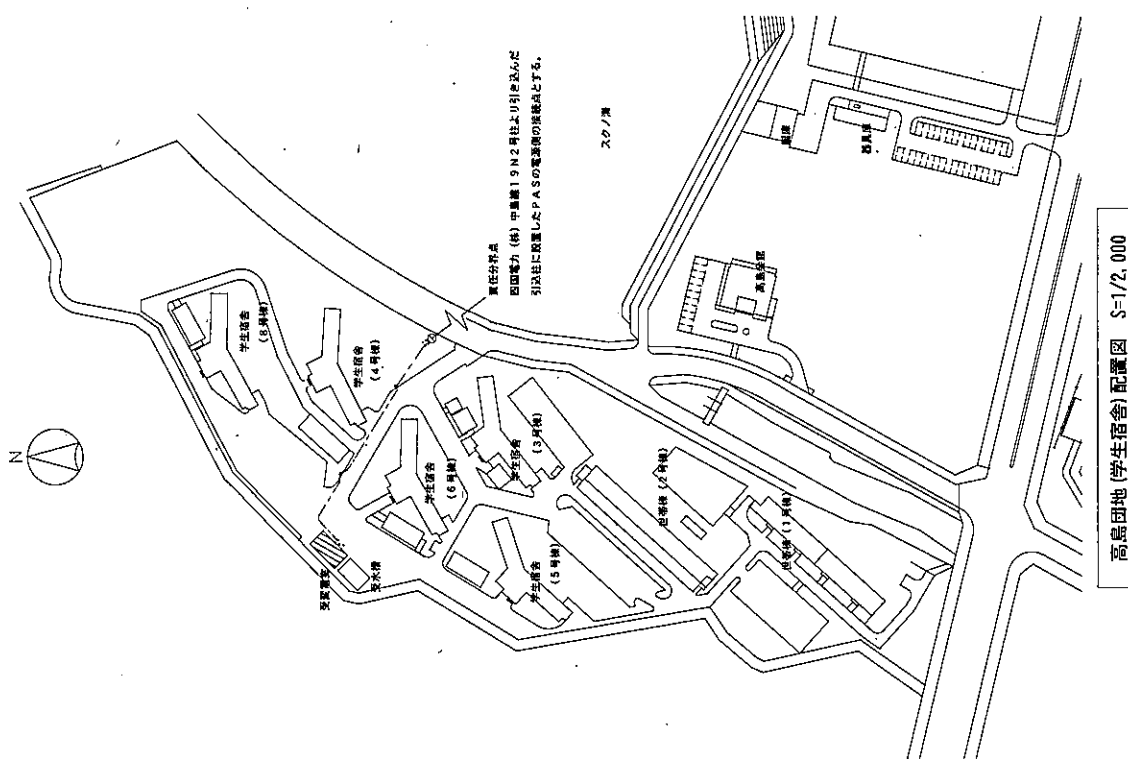 N
責任分界点
四国電力(株)中島線19N2号柱より引き込んだ
引込柱に設置したPASの電源側の接続点とする。
スクノ海
学生宿舎
(8号棟)
学生宿舎
(4号棟)
学生宿舎
(6号棟)
学生宿舎
(3号棟)
学生宿舎
(5号棟)
受変電室
受水槽
世帯棟(2号棟)
世帯棟(1号棟)
高島会館
艇庫
器具庫
高島団地(学生宿舎)配置図 S=1/2,000